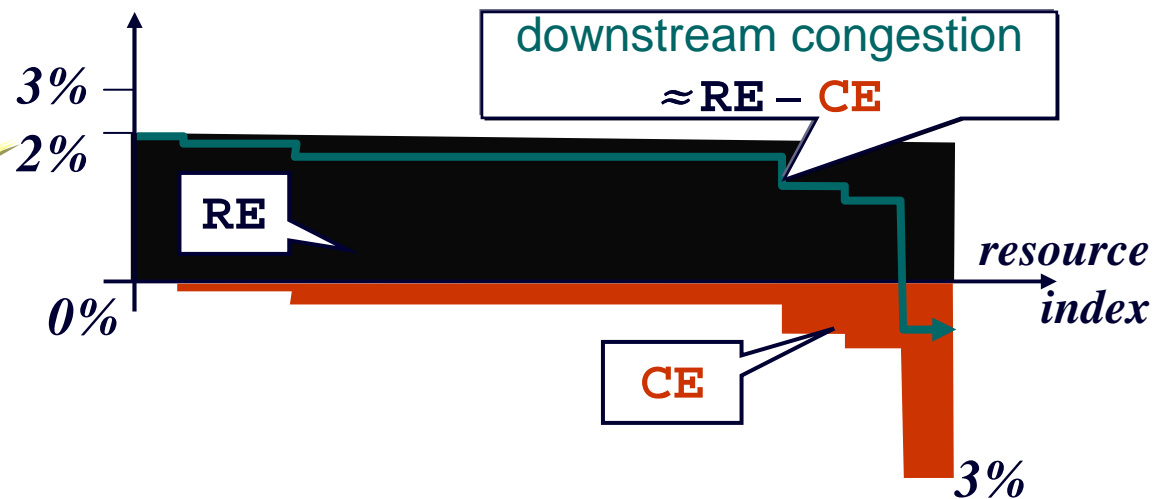 downstream congestion
≈ RE – CE
3%
2%
RE
resource
index
0%
CE
3%